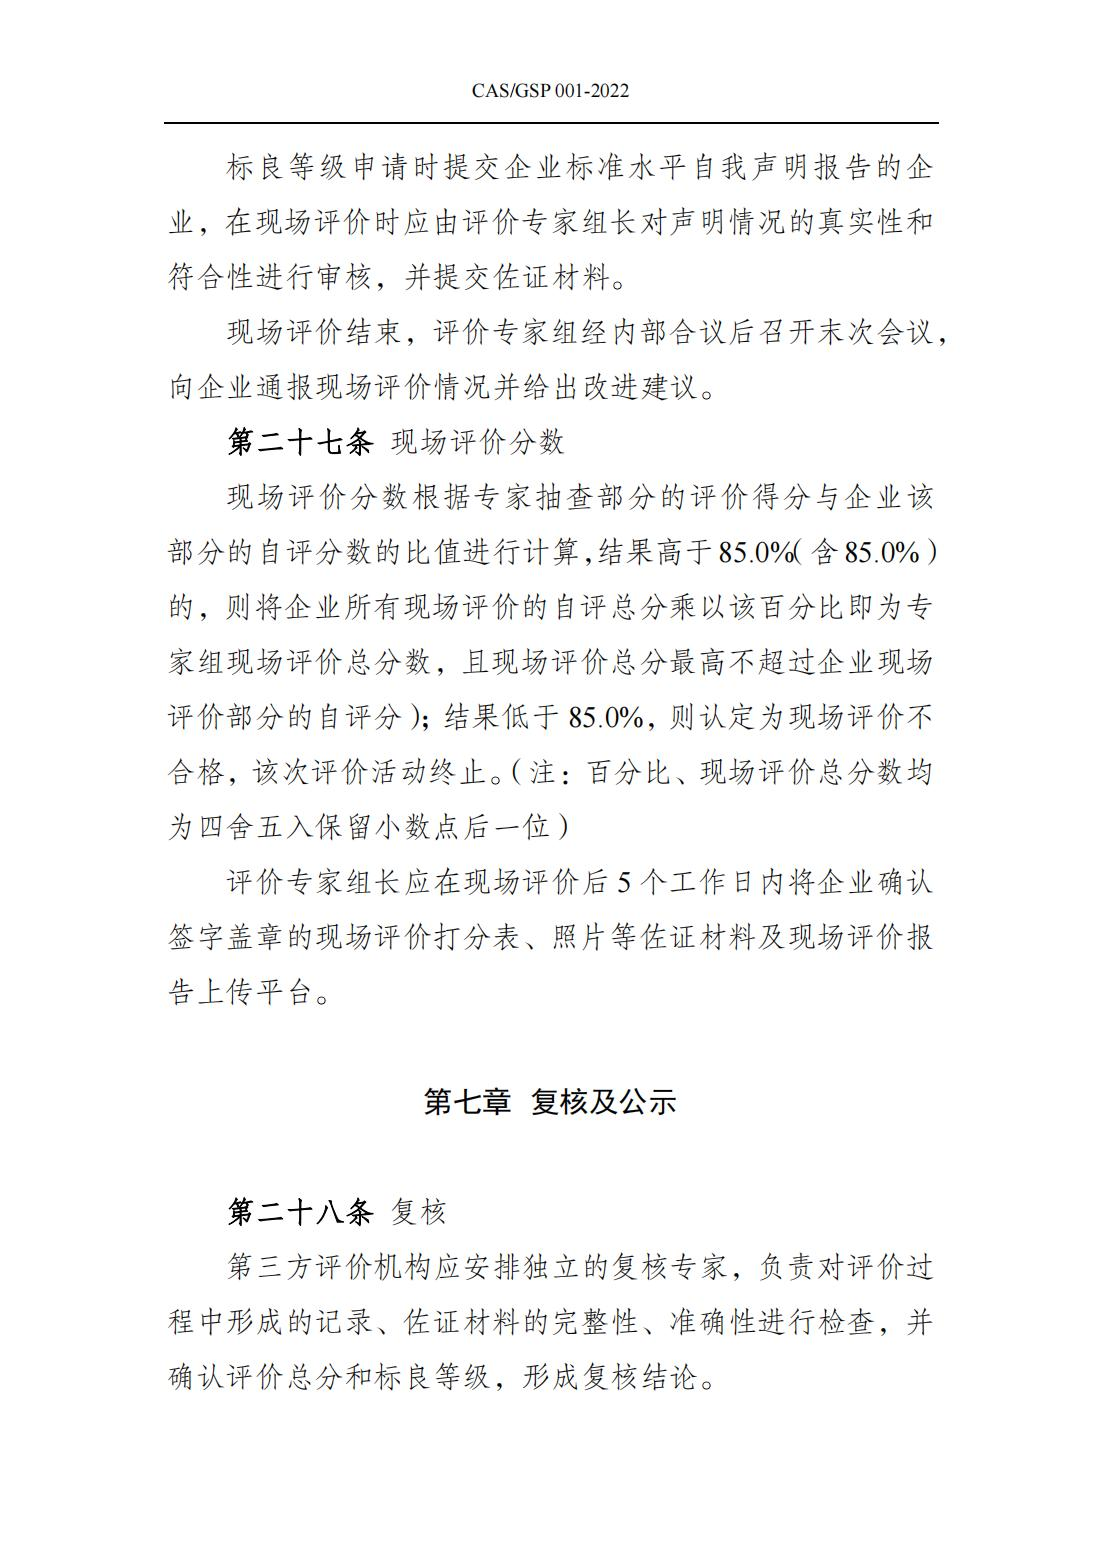 CAS/GSP 001-2022
标良等级申请时提交企业标准水平自我声明报告的企
业，在现场评价时应由评价专家组长对声明情况的真实性和
符合性进行审核，并提交佐证材料。
现场评价结束，评价专家组经内部合议后召开末次会议，
向企业通报现场评价情况并给出改进建议。
第二十七条 现场评价分数
现场评价分数根据专家抽查部分的评价得分与企业该
部分的自评分数的比值进行计算，结果高于 85.0%（含 85.0%）
的，则将企业所有现场评价的自评总分乘以该百分比即为专
家组现场评价总分数，且现场评价总分最高不超过企业现场
评价部分的自评分）；结果低于 85.0%，则认定为现场评价不
合格，该次评价活动终止。（注：百分比、现场评价总分数均
为四舍五入保留小数点后一位）
评价专家组长应在现场评价后 5 个工作日内将企业确认
签字盖章的现场评价打分表、照片等佐证材料及现场评价报
告上传平台。
第七章 复核及公示
第二十八条 复核
第三方评价机构应安排独立的复核专家，负责对评价过
程中形成的记录、佐证材料的完整性、准确性进行检查，并
确认评价总分和标良等级，形成复核结论。